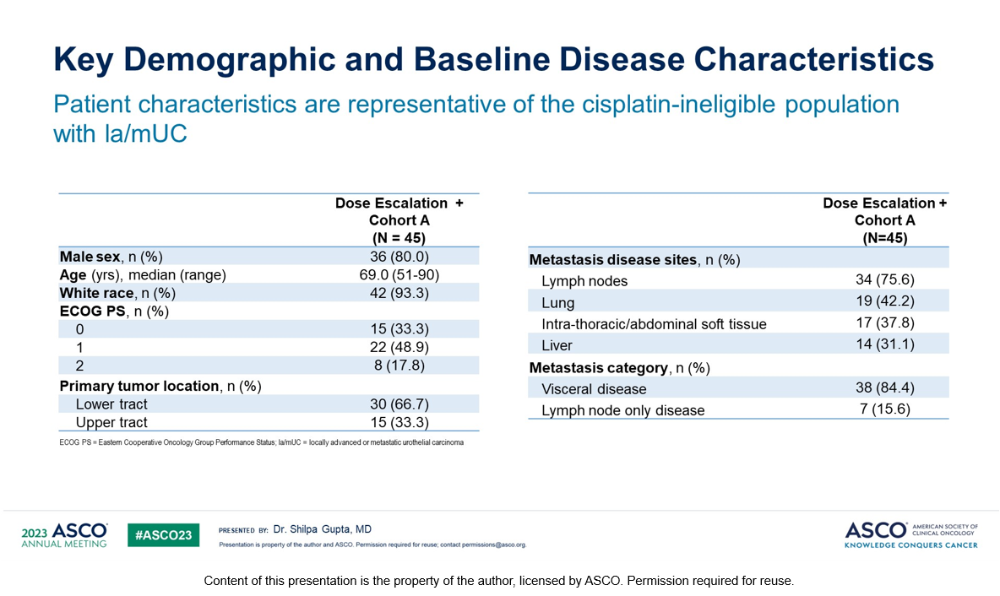 Key Demographic and Baseline Disease Characteristics
Patient characteristics are representative of the cisplatin-ineligible population
with la/mUC
Dose Escalation +
Cohort A
(N = 45)
Male sex, n (%) 36 (80.0)
Age (yrs), median (range) 69.0 (51-90)
White race, n (%) 42 (93.3)
ECOG PS, n (%)
0 15 (33.3)
1 22 (48.9)
2 8 (17.8)
Primary tumor location, n (%)
Lower tract 30 (66.7)
Upper tract 15 (33.3)
ECOG PS = Eastern Cooperative Oncology Group Performance Status; la/mUC = locally advanced or metastatic urothelial carcinoma
Dose Escalation +
Cohort A
(N=45)
Metastasis disease sites, n (%)
Lymph nodes 34 (75.6)
Lung 19 (42.2)
Intra-thoracic/abdominal soft tissue 17 (37.8)
Liver 14 (31.1)
Metastasis category, n (%)
Visceral disease 38 (84.4)
Lymph node only disease 7 (15.6)
2023 ASCO®
ANNUAL MEETING
#ASCO23
PRESENTED BY: Dr. Shilpa Gupta, MD
Presentation is property of the author and ASCO. Permission required for reuse; contact permissions@asco.org.
ASCO® AMERICAN SOCIETY OF
CLINICAL ONCOLOGY
KNOWLEDGE CONQUERS CANCER
Content of this presentation is the property of the author, licensed by ASCO. Permission required for reuse.